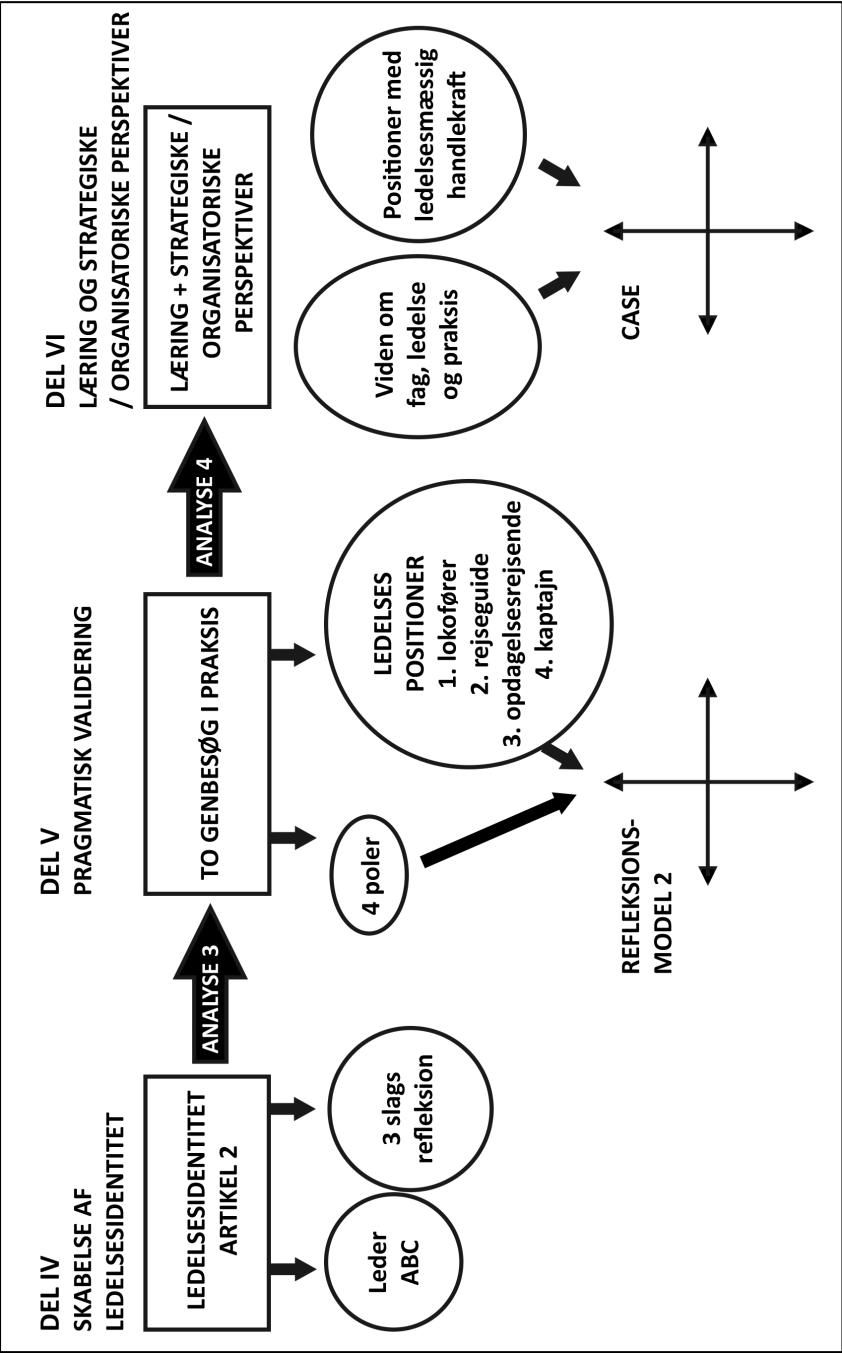 DEL IV
SKABELSE AF
LEDELSESIDENTITET
LEDELSESIDENTITET
ARTIKEL 2
Leder
ABC
3 slags
refleksion
ANALYSE 3
DEL V
PRAGMATISK VALIDERING
TO GENBESØG I PRAKSIS
4 poler
LEDELSES
POSITIONER
1. lokofører
2. rejseguide
3. opdagelsesrejsende
4. kaptajn
REFLEKSIONS-
MODEL 2
ANALYSE 4
DEL VI
LÆRING OG STRATEGISKE
/ ORGANISATORISKE PERSPEKTIVER
LÆRING + STRATEGISKE /
ORGANISATORISKE
PERSPEKTIVER
Viden om
fag, ledelse
og praksis
Positioner med
ledelsesmæssig
handlekraft
CASE